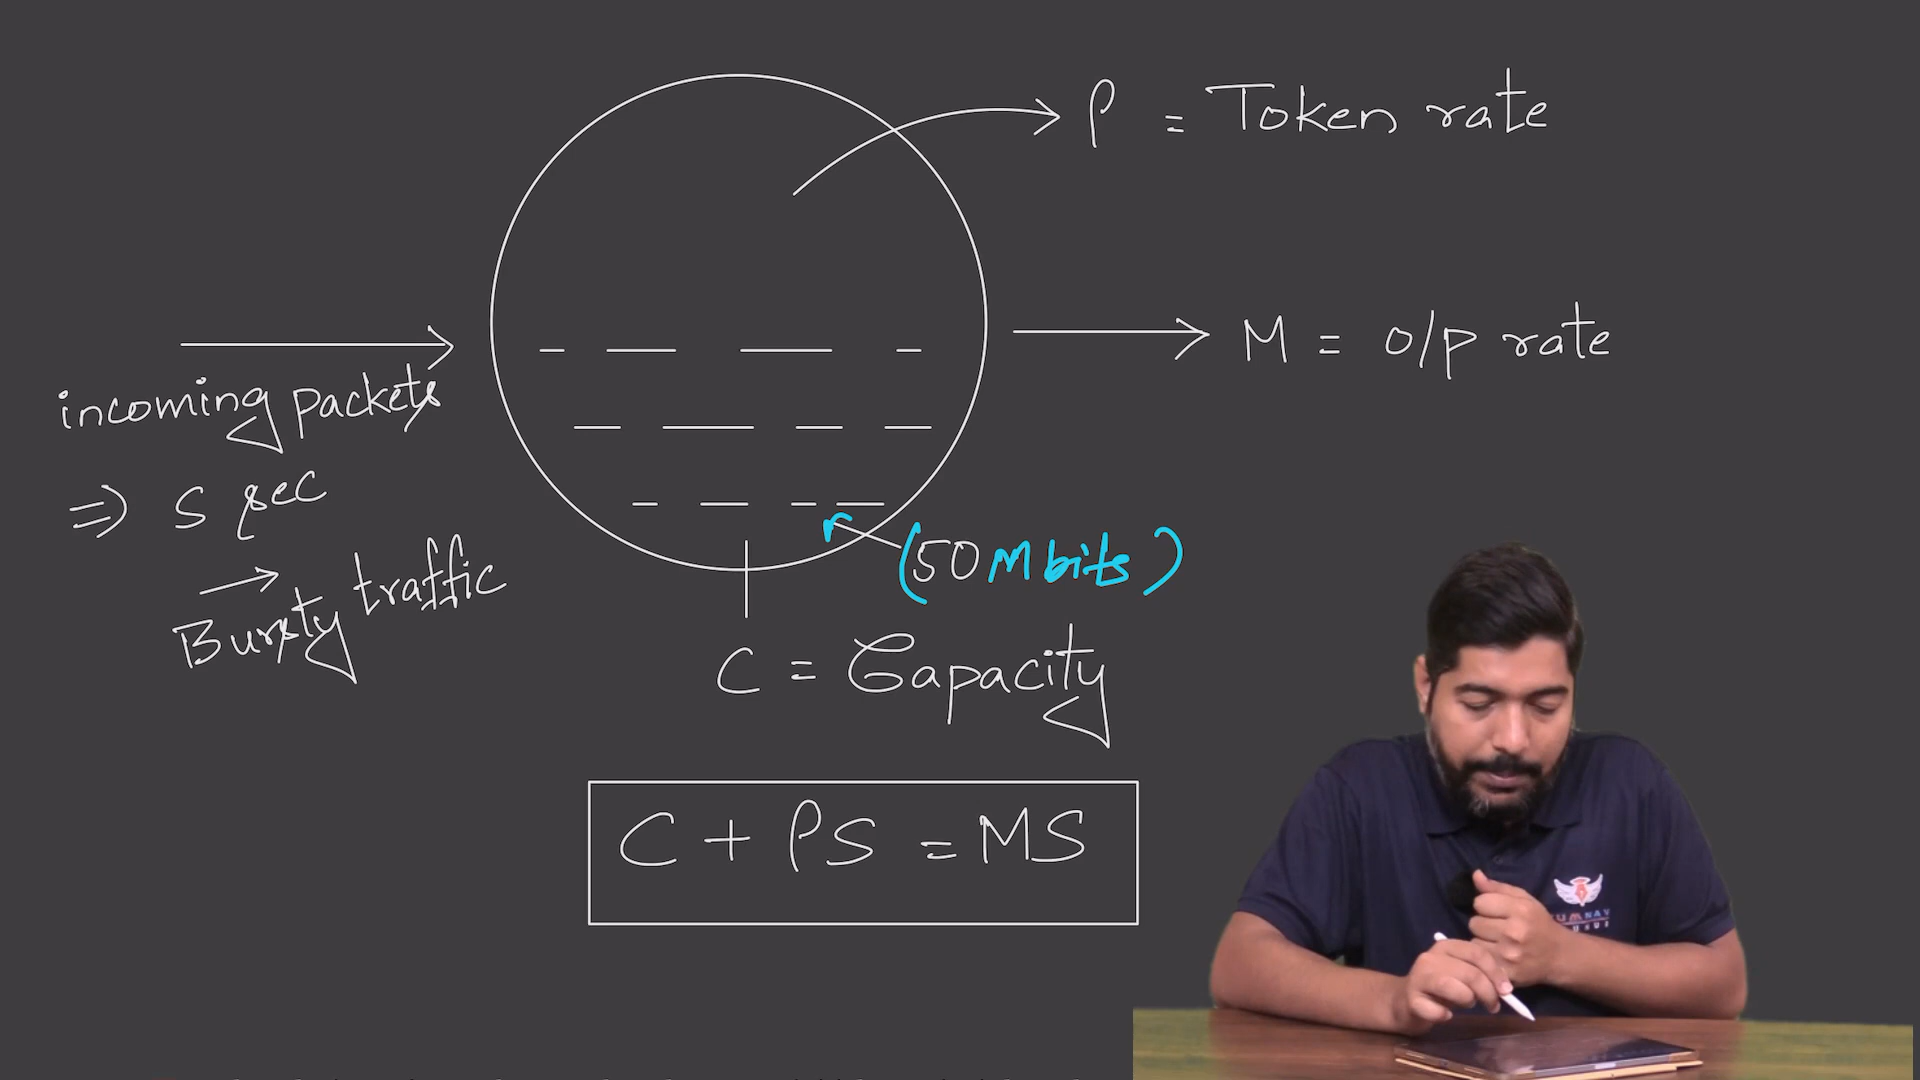 ρ = Token rate
M = o/p rate
incoming packets
⇒ S sec
Bursty traffic
(50 M bits)
C = Capacity
C + ρS = MS